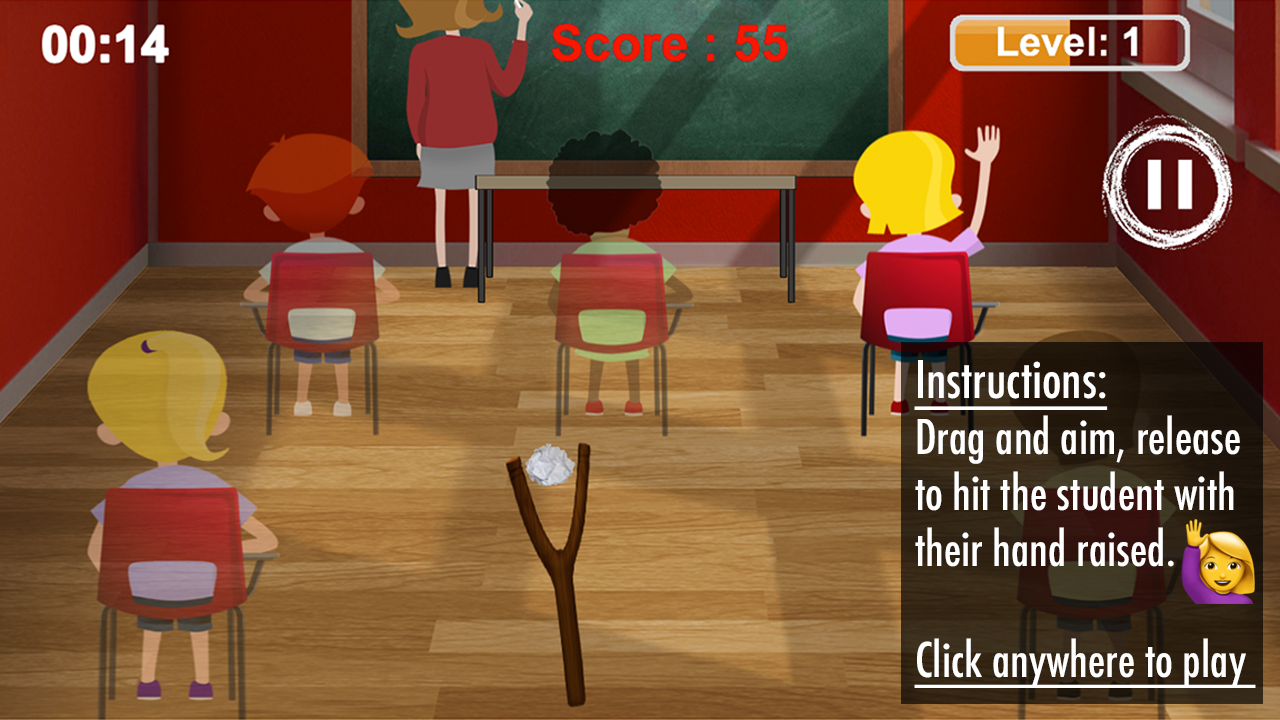 00:14
Score : 55
Level: 1
Instructions:
Drag and aim, release
to hit the student with
their hand raised.
Click anywhere to play